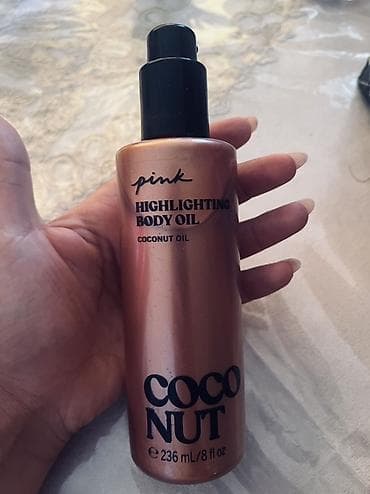 pink
HIGHLIGHTING
BODY OIL
COCONUT OIL
COCO
NUT
℮ 236 mL/8 fl oz